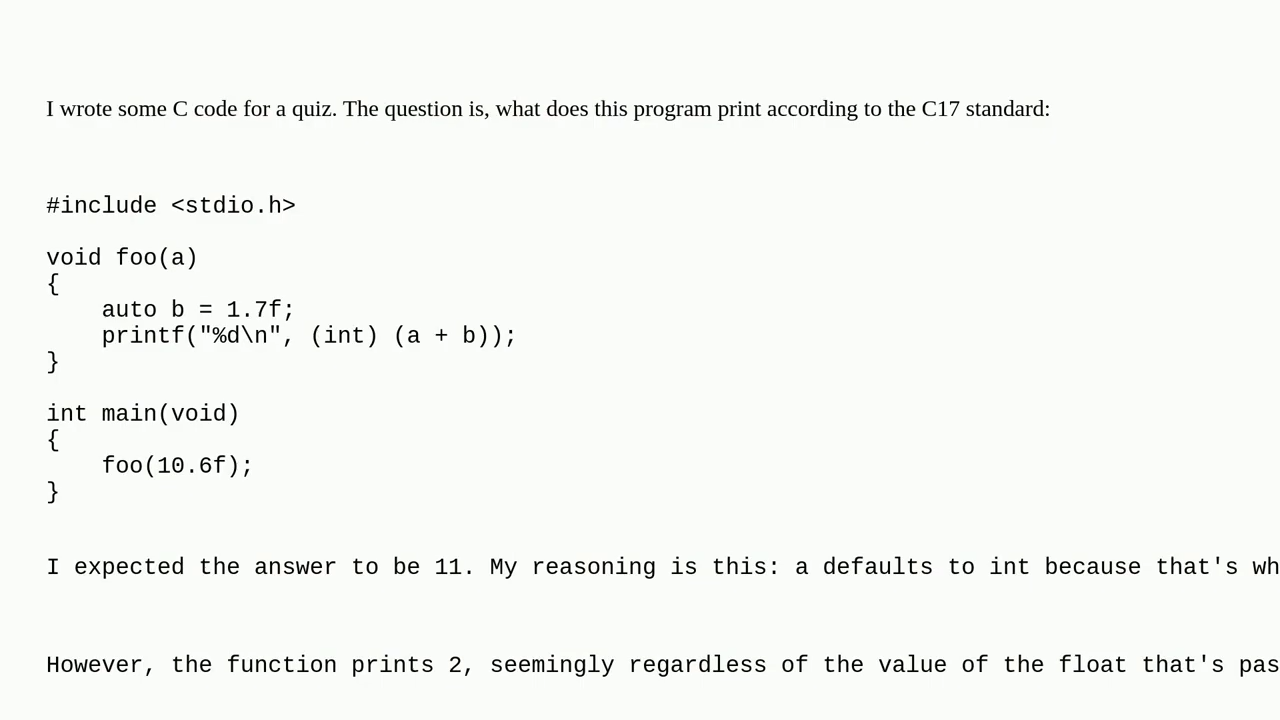 I wrote some C code for a quiz. The question is, what does this program print according to the C17 standard:
#include <stdio.h>
void foo(a)
{
    auto b = 1.7f;
    printf("%d\n", (int) (a + b));
}
int main(void)
{
    foo(10.6f);
}
I expected the answer to be 11. My reasoning is this: a defaults to int because that's wh
However, the function prints 2, seemingly regardless of the value of the float that's pas